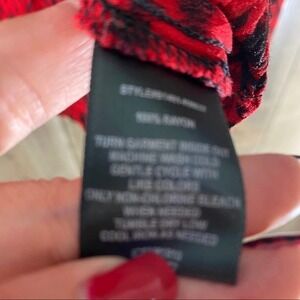 100% RAYON
TURN GARMENT INSIDE OUT
MACHINE WASH COLD
GENTLE CYCLE WITH
LIKE COLORS
ONLY NON-CHLORINE BLEACH
WHEN NEEDED
TUMBLE DRY LOW
COOL IRON AS NEEDED